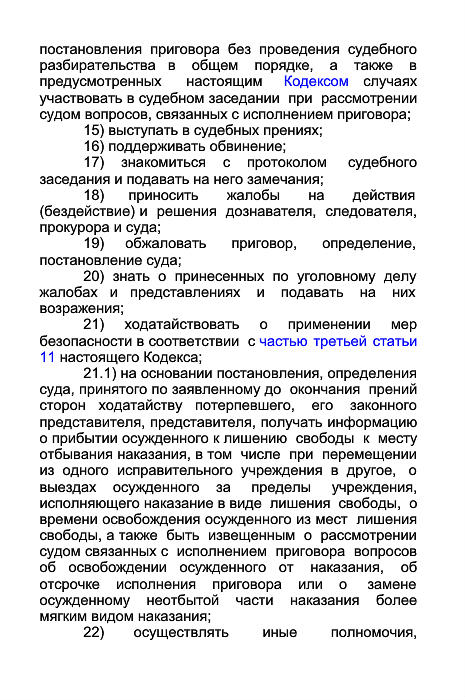 постановления приговора без проведения судебного
разбирательства в общем порядке, а также в
предусмотренных настоящим Кодексом случаях
участвовать в судебном заседании при рассмотрении
судом вопросов, связанных с исполнением приговора;
15) выступать в судебных прениях;
16) поддерживать обвинение;
17) знакомиться с протоколом судебного
заседания и подавать на него замечания;
18) приносить жалобы на действия
(бездействие) и решения дознавателя, следователя,
прокурора и суда;
19) обжаловать приговор, определение,
постановление суда;
20) знать о принесенных по уголовному делу
жалобах и представлениях и подавать на них
возражения;
21) ходатайствовать о применении мер
безопасности в соответствии с частью третьей статьи
11 настоящего Кодекса;
21.1) на основании постановления, определения
суда, принятого по заявленному до окончания прений
сторон ходатайству потерпевшего, его законного
представителя, представителя, получать информацию
о прибытии осужденного к лишению свободы к месту
отбывания наказания, в том числе при перемещении
из одного исправительного учреждения в другое, о
выездах осужденного за пределы учреждения,
исполняющего наказание в виде лишения свободы, о
времени освобождения осужденного из мест лишения
свободы, а также быть извещенным о рассмотрении
судом связанных с исполнением приговора вопросов
об освобождении осужденного от наказания, об
отсрочке исполнения приговора или о замене
осужденному неотбытой части наказания более
мягким видом наказания;
22) осуществлять иные полномочия,